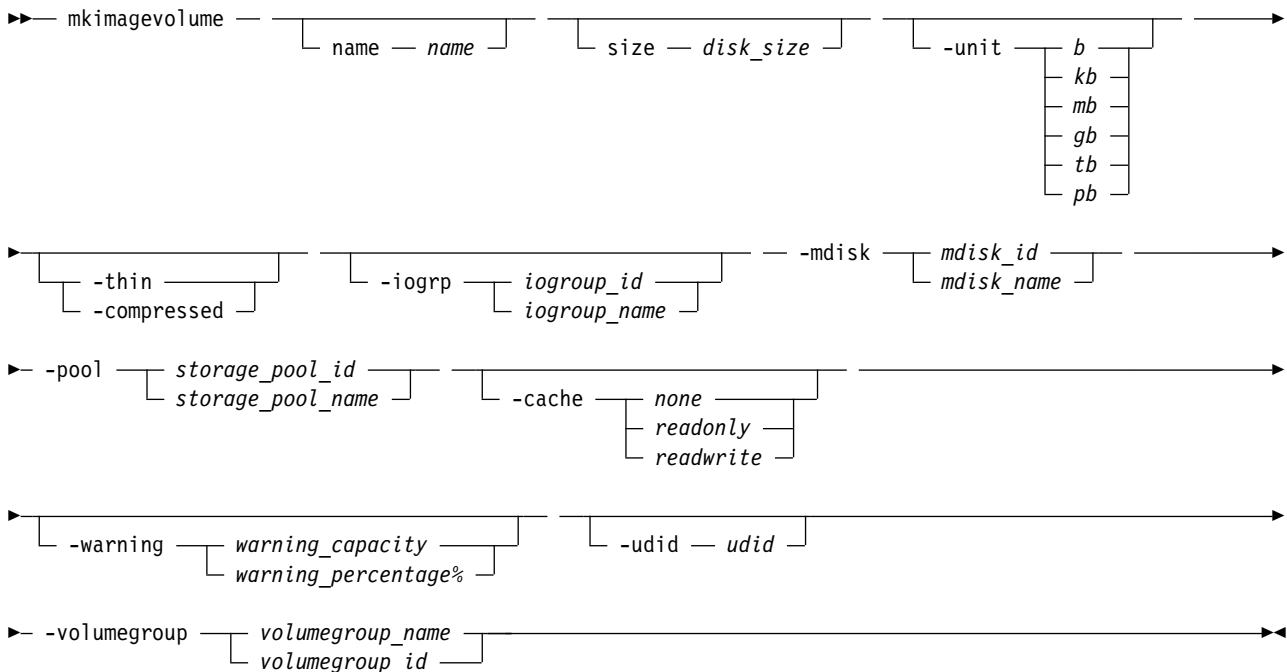 mkimagevolume
name name
size disk_size
-unit b
kb
mb
gb
tb
pb
-thin
-compressed
-iogrp iogroup_id
iogroup_name
-mdisk mdisk_id
mdisk_name
-pool storage_pool_id
storage_pool_name
-cache none
readonly
readwrite
-warning warning_capacity
warning_percentage%
-udid udid
-volumegroup volumegroup_name
volumegroup_id